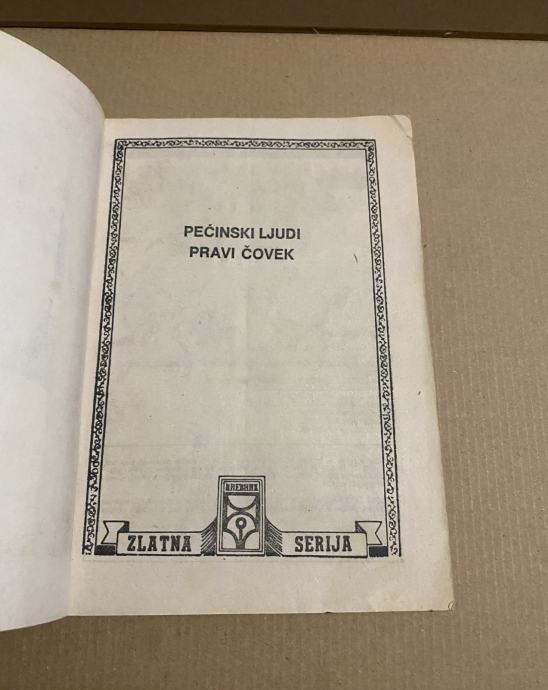 PEĆINSKI LJUDI
PRAVI ČOVEK
ZLATNA SERIJA